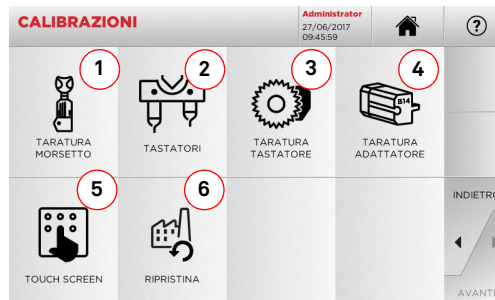 CALIBRAZIONI
Administrator
27/06/2017
09:45:59
?
1
2
3
4
B14
TARATURA
MORSETTO
TASTATORI
TARATURA
TASTATORE
TARATURA
ADATTATORE
5
6
INDIETRO
TOUCH SCREEN
RIPRISTINA
AVANTI